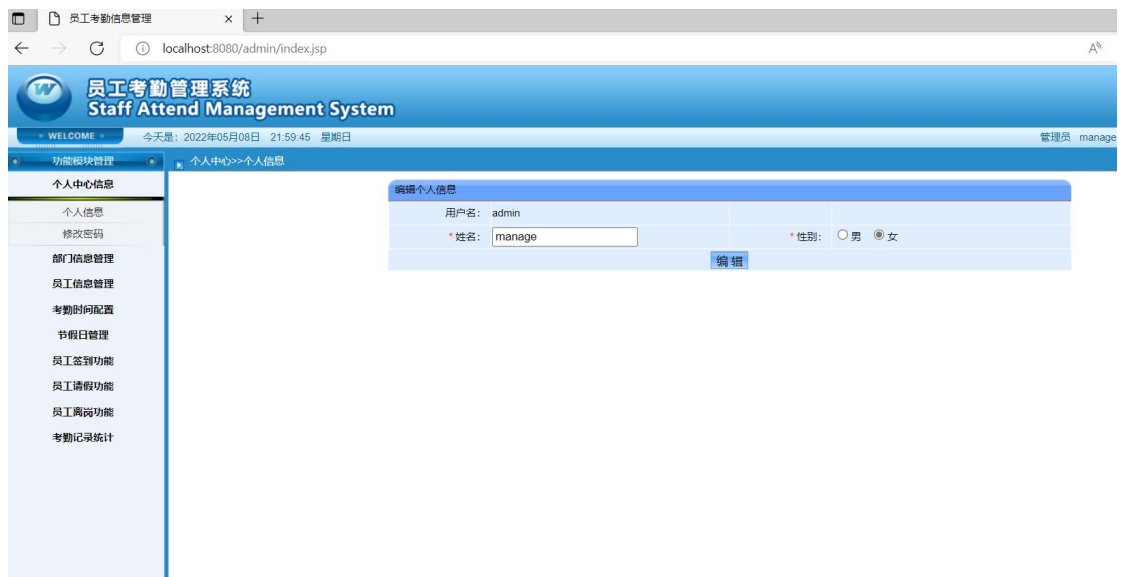 员工考勤信息管理
localhost:8080/admin/index.jsp
员工考勤管理系统
Staff Attend Management System
WELCOME 今天是: 2022年05月08日 21:59:45 星期日 管理员 manage
功能模块管理 个人中心>>个人信息
个人中心信息
个人信息
修改密码
部门信息管理
员工信息管理
考勤时间配置
节假日管理
员工签到功能
员工请假功能
员工离岗功能
考勤记录统计
编辑个人信息
用户名: admin
*姓名: manage *性别: 男 女
编 辑